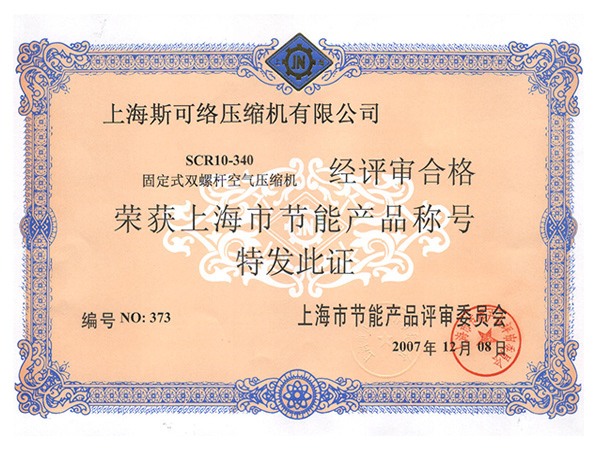 JN
上海斯可络压缩机有限公司
SCR10-340
固定式双螺杆空气压缩机
经评审合格
荣获上海市节能产品称号
特发此证
编号 NO: 373
上海市节能产品评审委员会
2007年12月08日